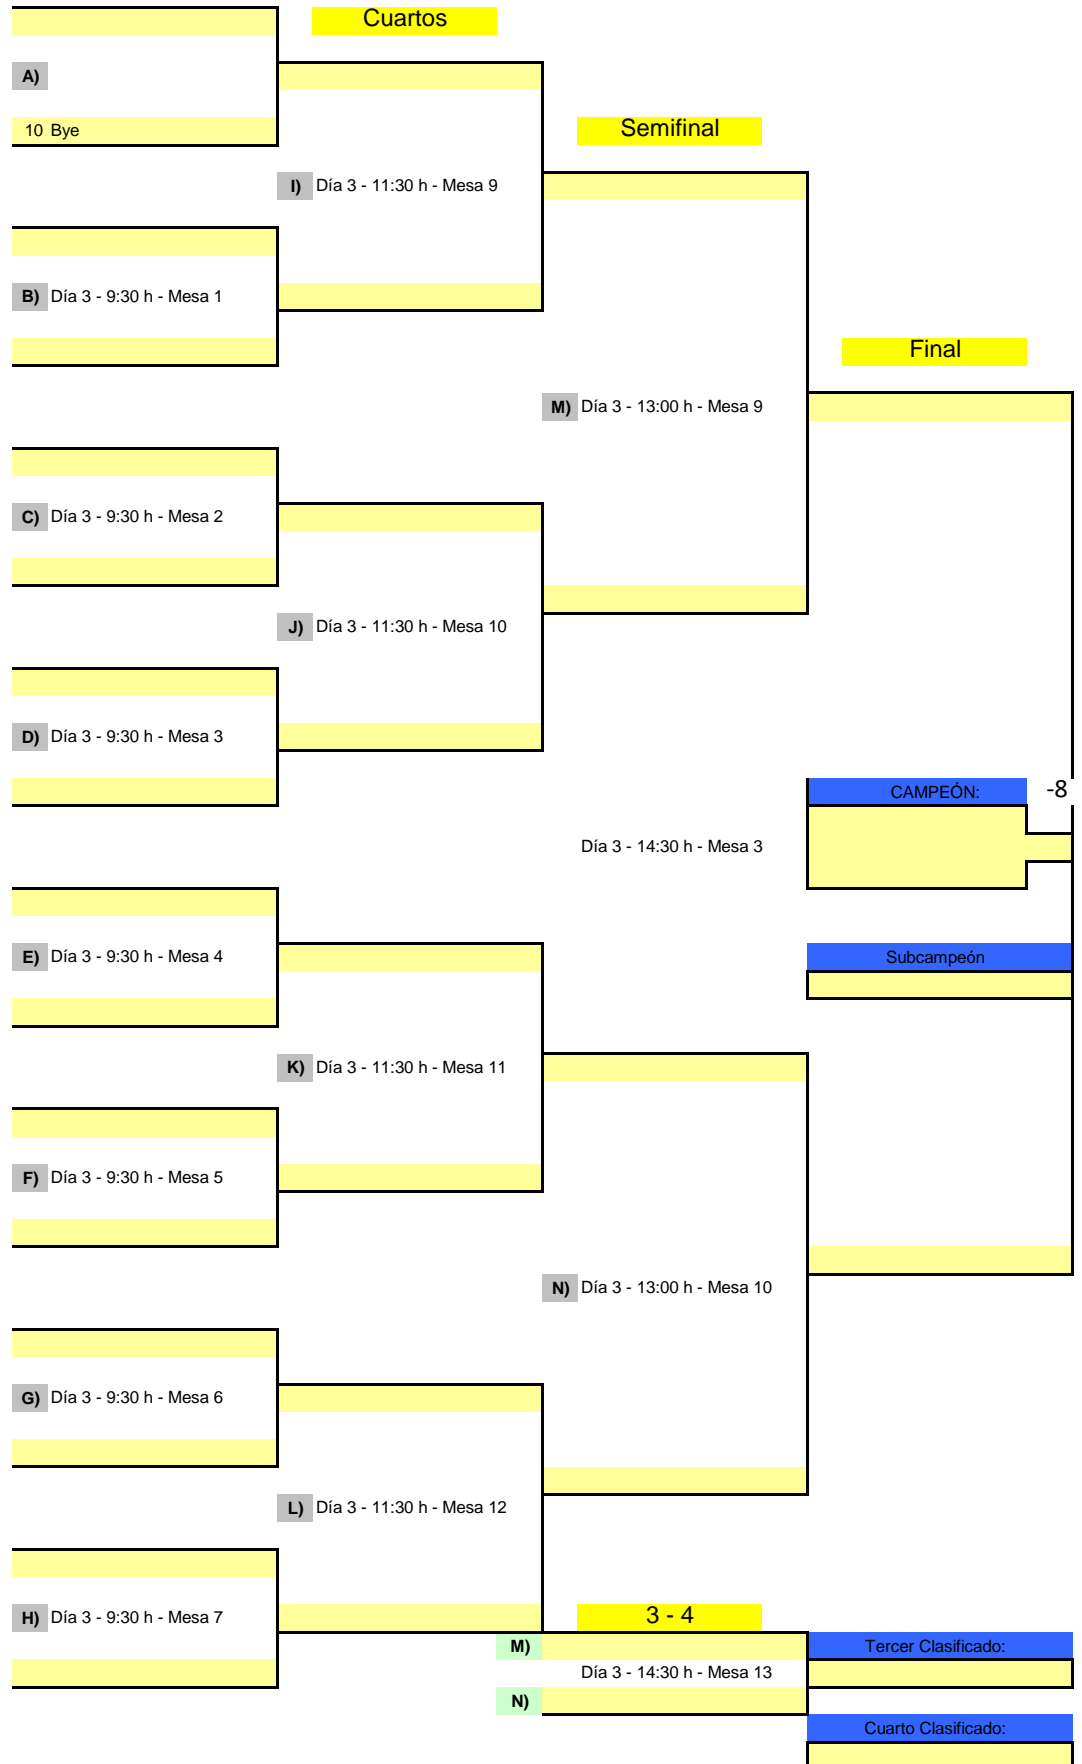 Cuartos
A)
10 Bye
Semifinal
I) Día 3 - 11:30 h - Mesa 9
B) Día 3 - 9:30 h - Mesa 1
Final
M) Día 3 - 13:00 h - Mesa 9
C) Día 3 - 9:30 h - Mesa 2
J) Día 3 - 11:30 h - Mesa 10
D) Día 3 - 9:30 h - Mesa 3
CAMPEÓN: -8
Día 3 - 14:30 h - Mesa 3
E) Día 3 - 9:30 h - Mesa 4
Subcampeón
K) Día 3 - 11:30 h - Mesa 11
F) Día 3 - 9:30 h - Mesa 5
N) Día 3 - 13:00 h - Mesa 10
G) Día 3 - 9:30 h - Mesa 6
L) Día 3 - 11:30 h - Mesa 12
H) Día 3 - 9:30 h - Mesa 7
3 - 4
M)
Tercer Clasificado:
Día 3 - 14:30 h - Mesa 13
N)
Cuarto Clasificado: